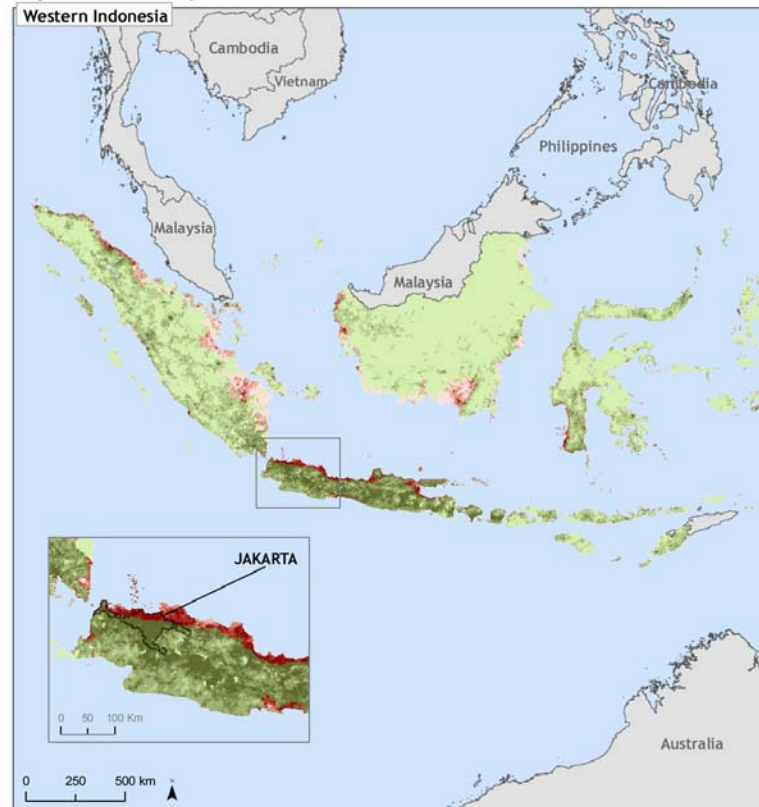 Western Indonesia
Cambodia
Vietnam
Cambodia
Philippines
Malaysia
Malaysia
JAKARTA
0 50 100 Km
Australia
0 250 500 km
N